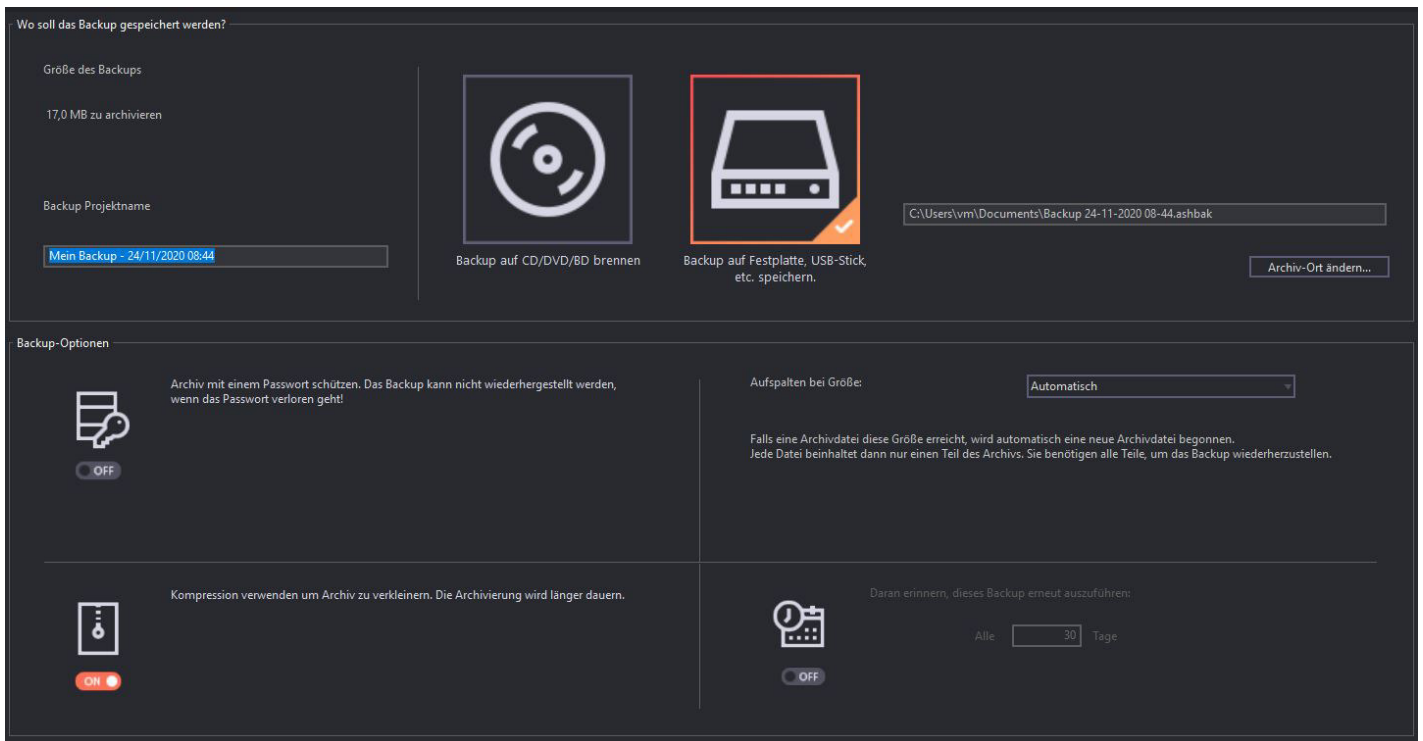 Wo soll das Backup gespeichert werden?
Größe des Backups
17,0 MB zu archivieren
Backup Projektname
Mein Backup - 24/11/2020 08:44
Backup auf CD/DVD/BD brennen
Backup auf Festplatte, USB-Stick,
etc. speichern.
C:\Users\vm\Documents\Backup 24-11-2020 08-44.ashbak
Archiv-Ort ändern...
Backup-Optionen
Archiv mit einem Passwort schützen. Das Backup kann nicht wiederhergestellt werden,
wenn das Passwort verloren geht!
OFF
Aufspalten bei Größe:
Automatisch
Falls eine Archivdatei diese Größe erreicht, wird automatisch eine neue Archivdatei begonnen.
Jede Datei beinhaltet dann nur einen Teil des Archivs. Sie benötigen alle Teile, um das Backup wiederherzustellen.
Kompression verwenden um Archiv zu verkleinern. Die Archivierung wird länger dauern.
ON
Daran erinnern, dieses Backup erneut auszuführen:
Alle 30 Tage
OFF